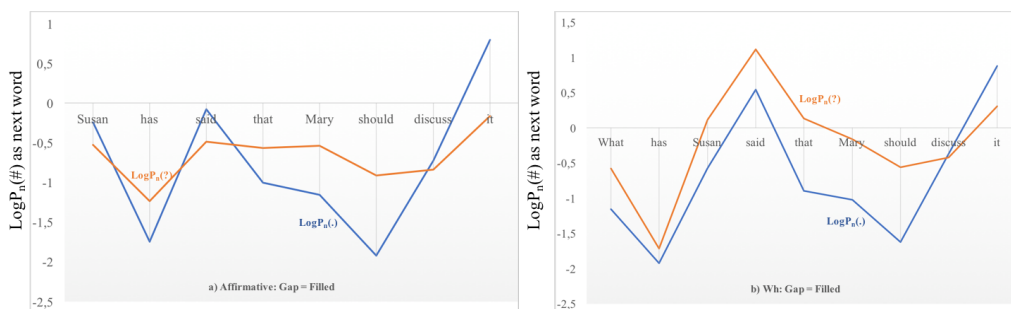 LogPn(#) as next word
1
0,5
0
-0,5
-1
-1,5
-2
-2,5
Susan has said that Mary should discuss it
LogPn(?)
LogPn(.)
a) Affirmative: Gap = Filled
LogPn(#) as next word
1,5
1
0,5
0
-0,5
-1
-1,5
-2
-2,5
What has Susan said that Mary should discuss it
LogPn(?)
LogPn(.)
b) Wh: Gap = Filled